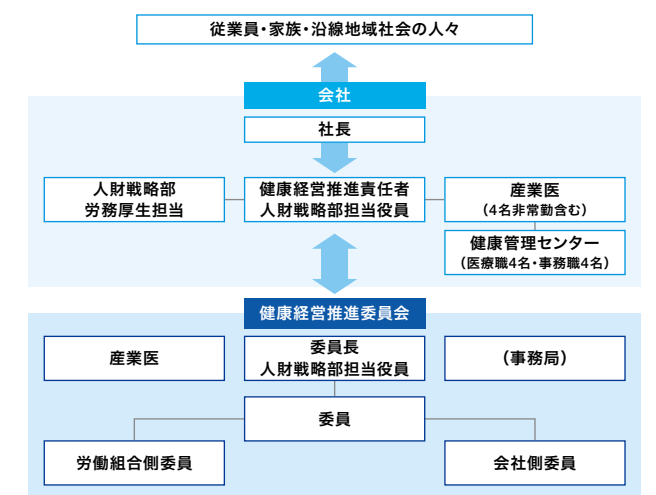 従業員・家族・沿線地域社会の人々
会社
社長
人財戦略部
労務厚生担当
健康経営推進責任者
人財戦略部担当役員
産業医
（4名非常勤含む）
健康管理センター
（医療職4名・事務職4名）
健康経営推進委員会
産業医
委員長
人財戦略部担当役員
（事務局）
委員
労働組合側委員
会社側委員